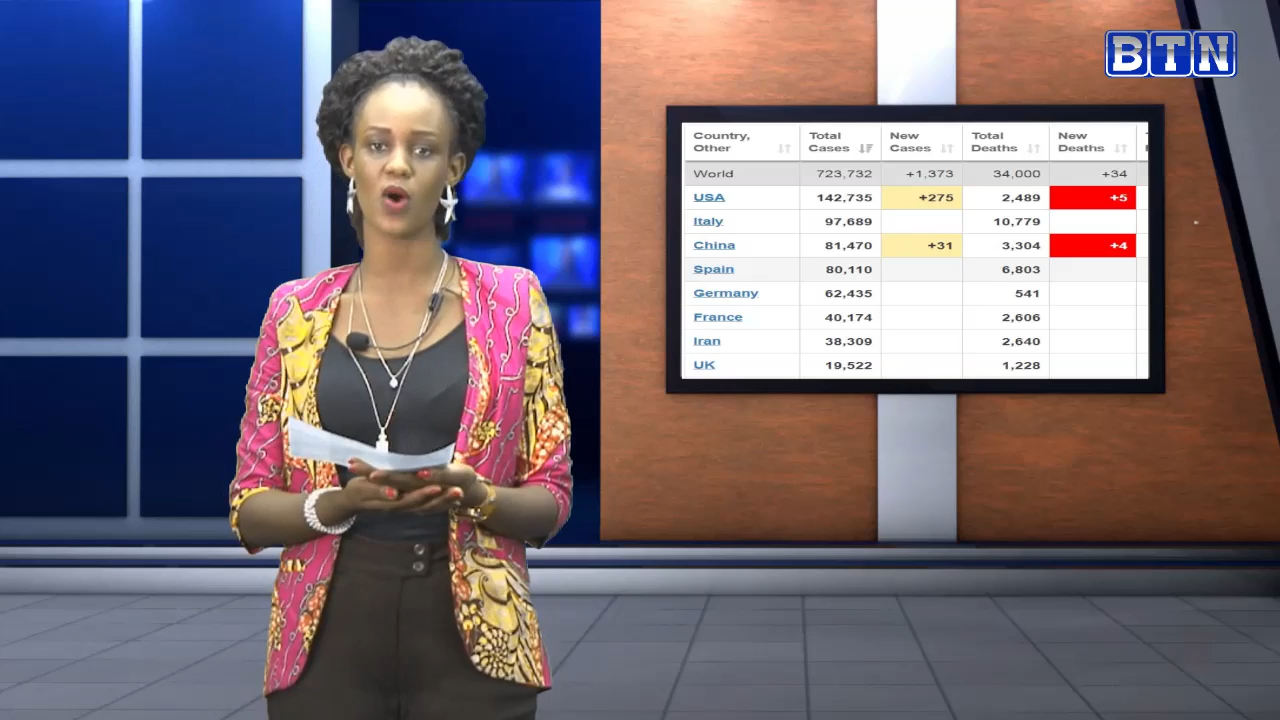 BTN
Country, Other Total Cases New Cases Total Deaths New Deaths
World 723,732 +1,373 34,000 +34
USA 142,735 +275 2,489 +5
Italy 97,689 10,779
China 81,470 +31 3,304 +4
Spain 80,110 6,803
Germany 62,435 541
France 40,174 2,606
Iran 38,309 2,640
UK 19,522 1,228